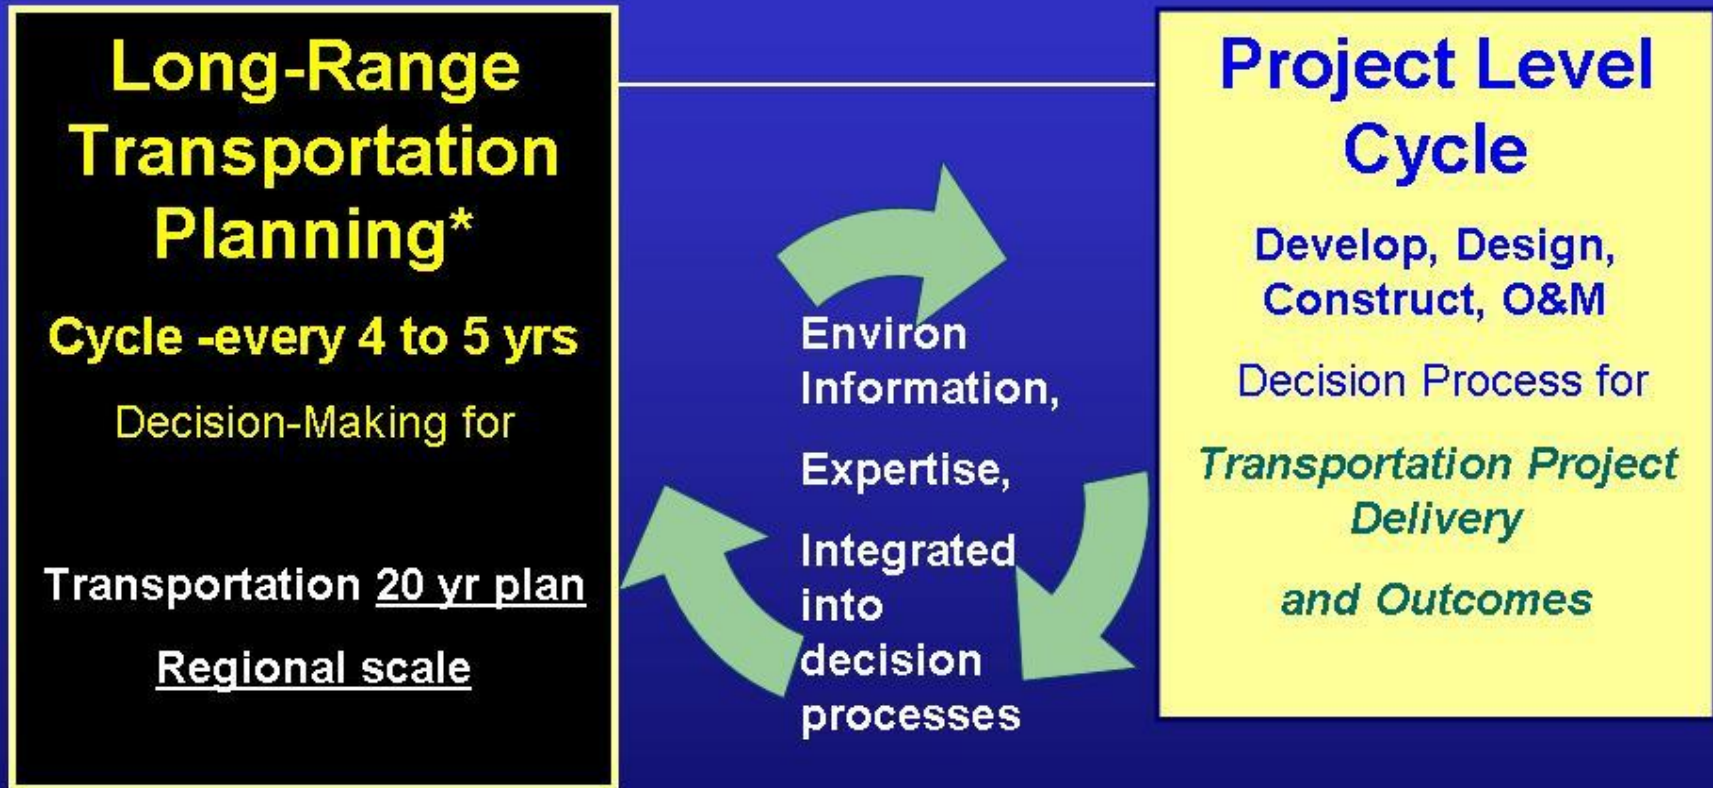 Long-Range
Transportation
Planning*
Cycle -every 4 to 5 yrs
Decision-Making for
Transportation 20 yr plan
Regional scale
Environ
Information,
Expertise,
Integrated
into
decision
processes
Project Level
Cycle
Develop, Design,
Construct, O&M
Decision Process for
Transportation Project
Delivery
and Outcomes